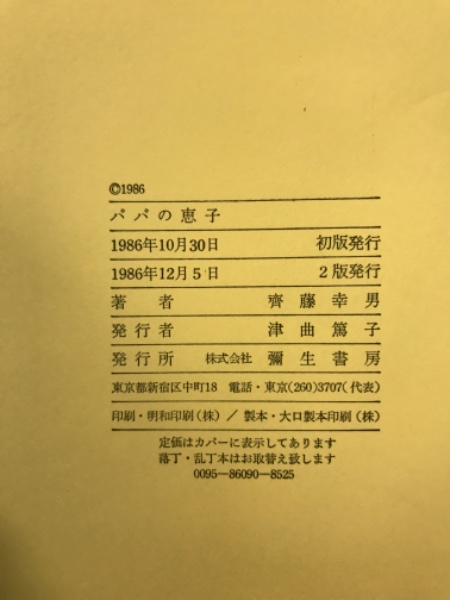 ©1986
パパの恵子
1986年10月30日 初版発行
1986年12月5日 2版発行
著者 齊藤幸男
発行者 津曲篤子
発行所 株式会社 彌生書房
東京都新宿区中町18 電話・東京(260)3707(代表)
印刷・明和印刷(株)/製本・大口製本印刷(株)
定価はカバーに表示してあります
落丁・乱丁本はお取替え致します
0095―86090―8525